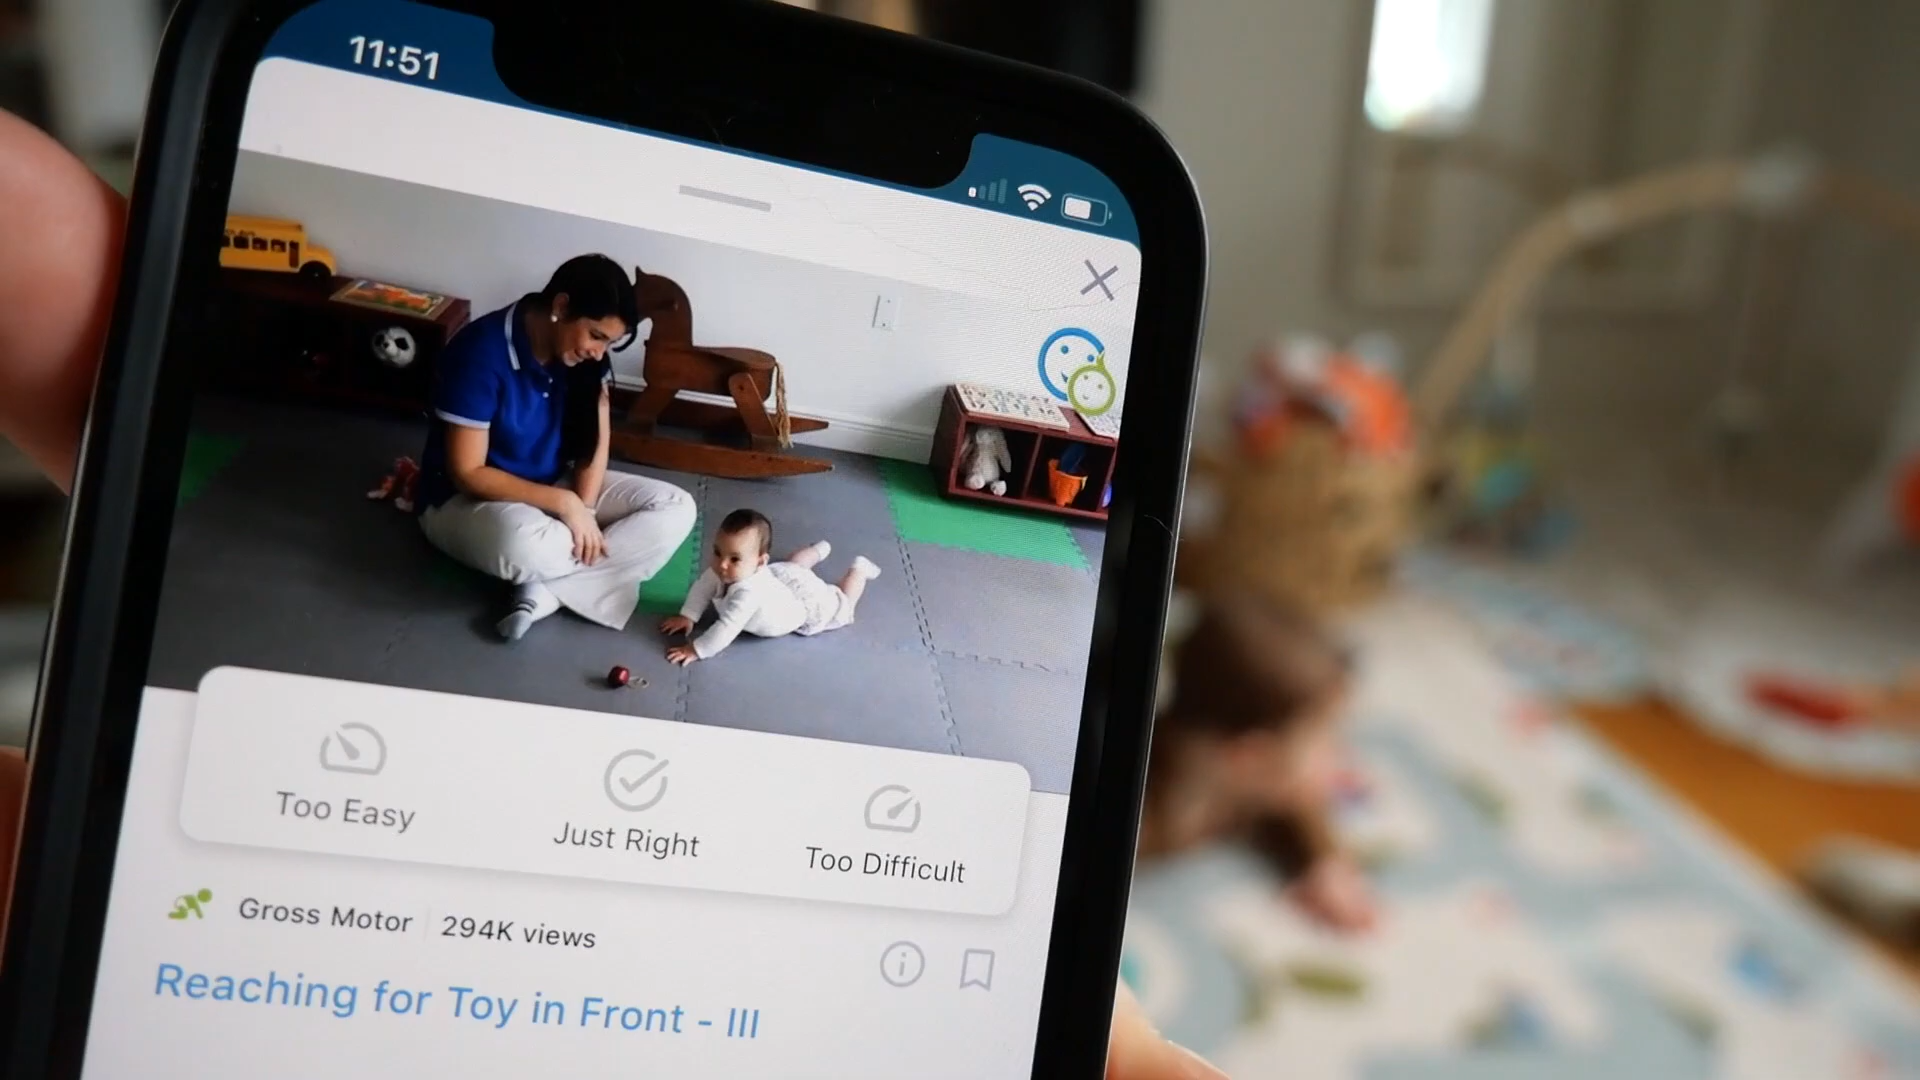 11:51
Too Easy
Just Right
Too Difficult
Gross Motor
294K views
Reaching for Toy in Front - III